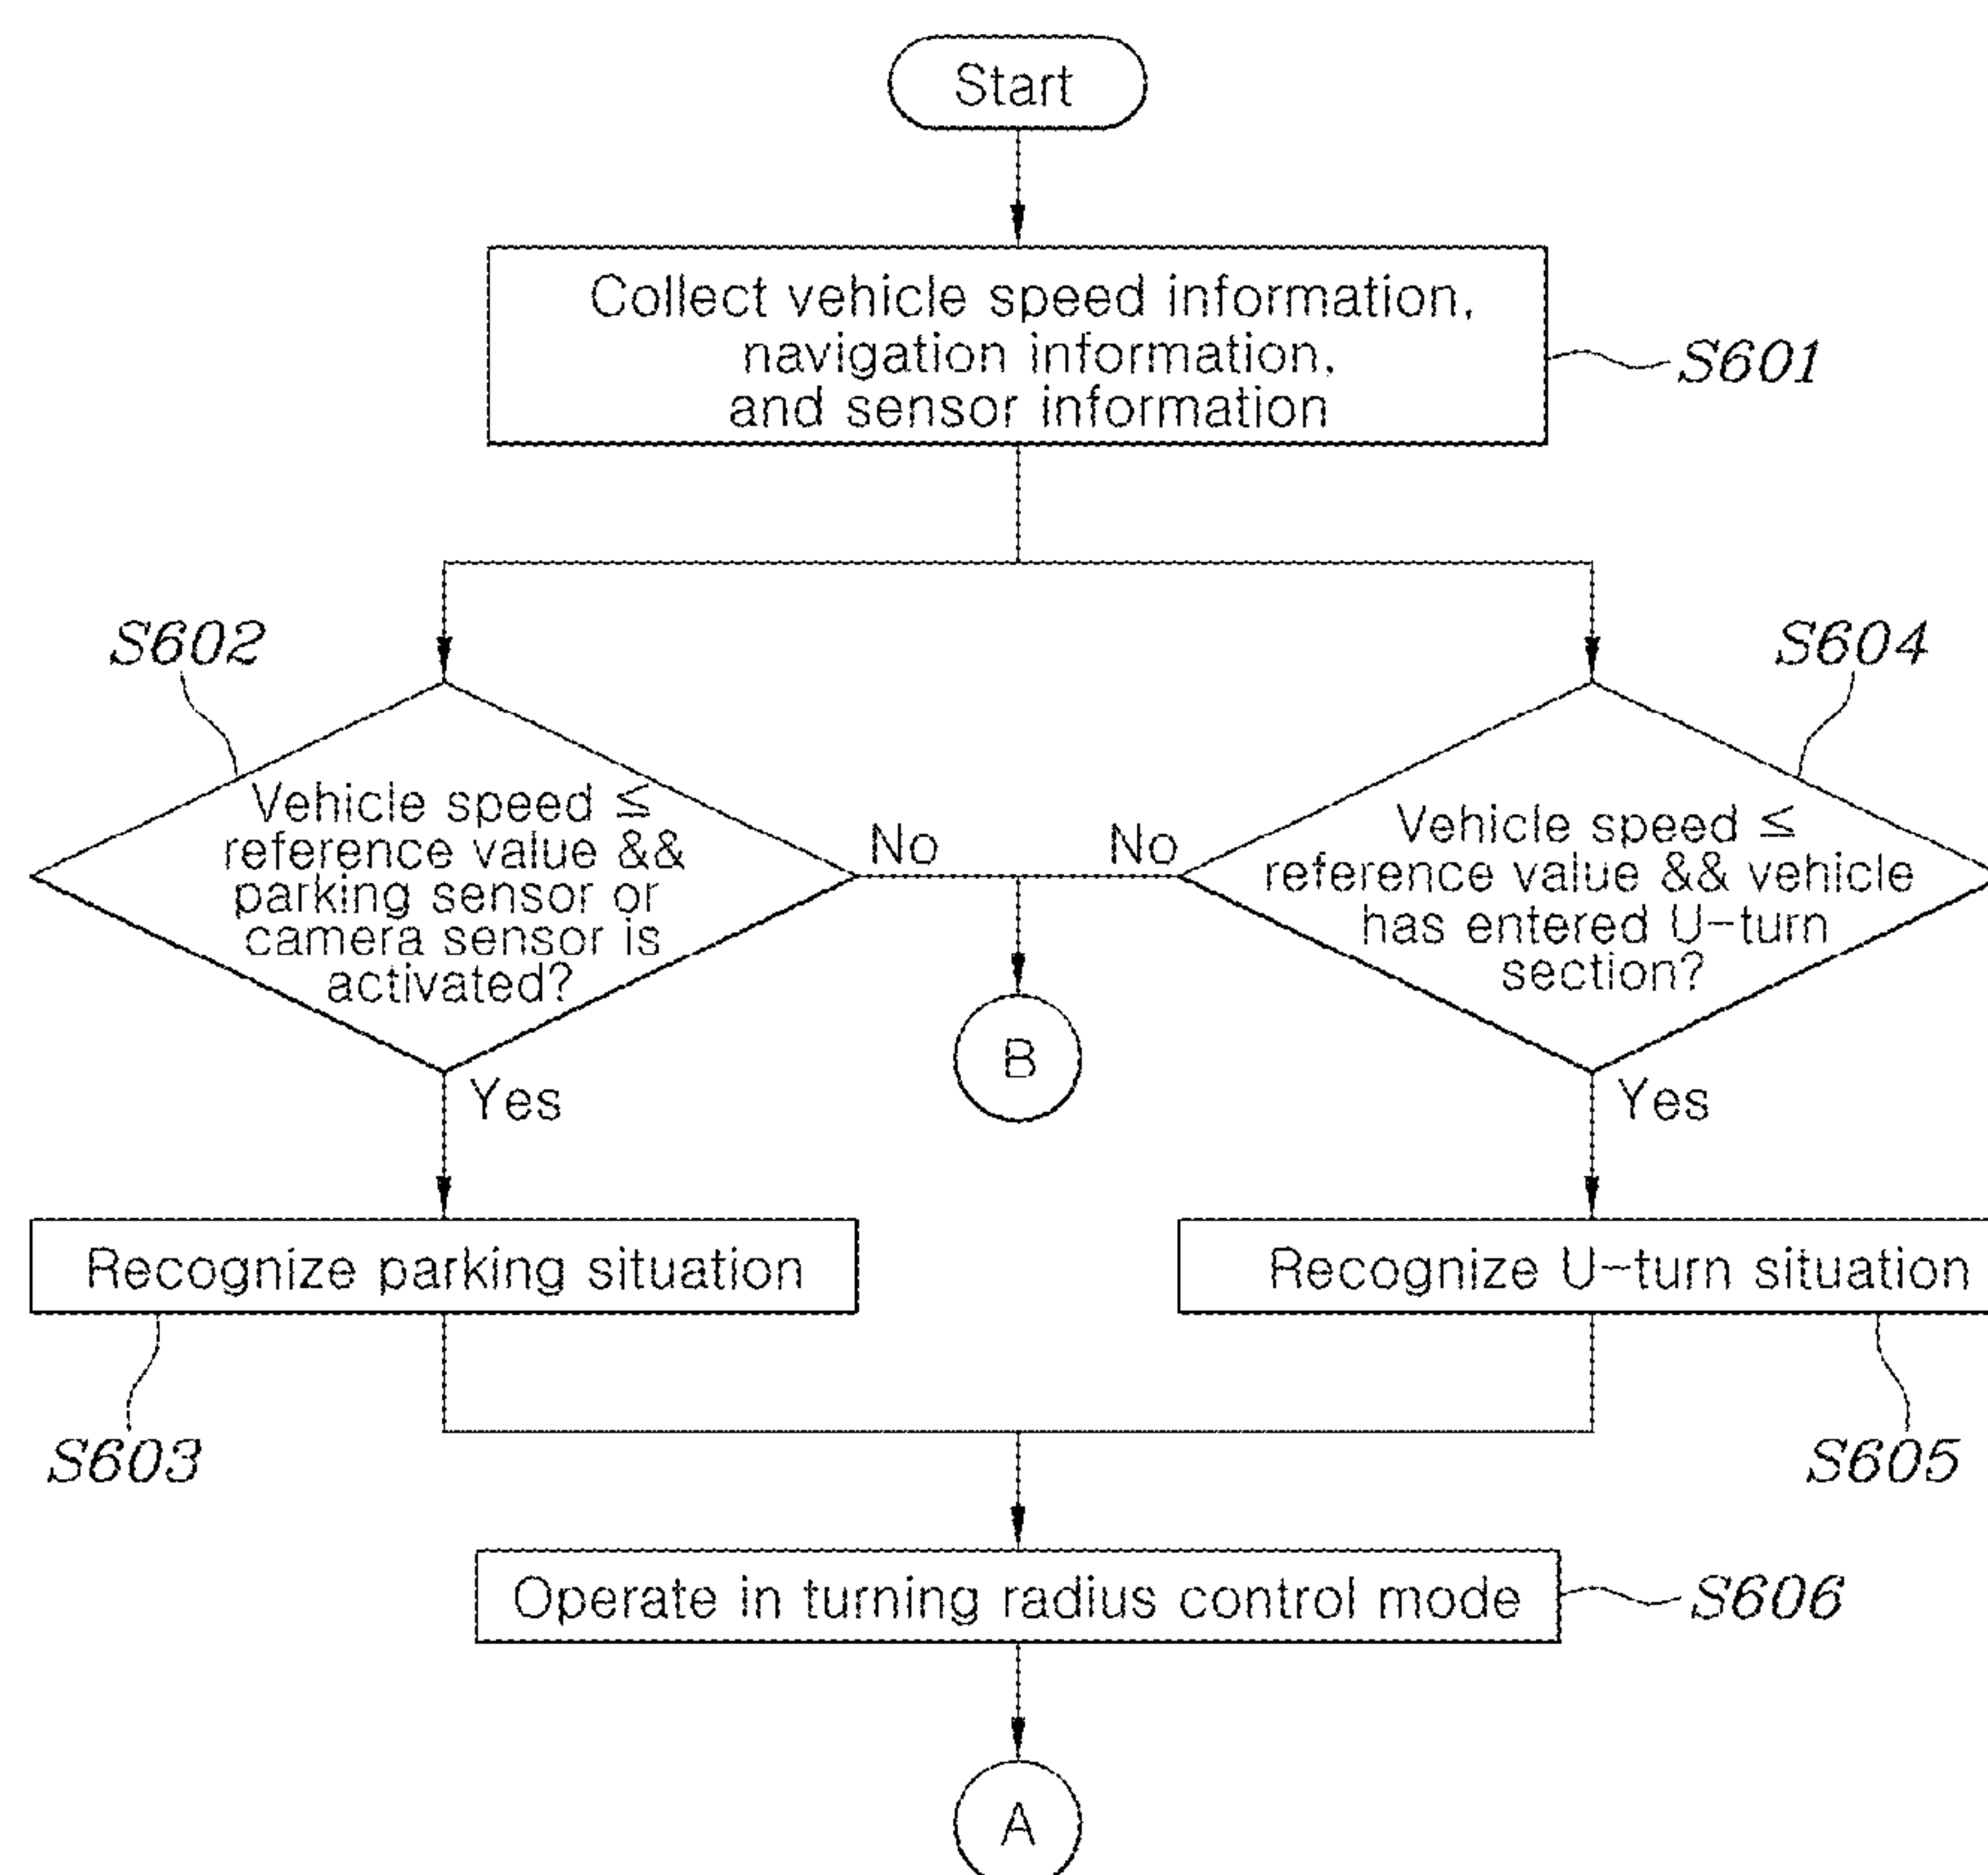 Start
Collect vehicle speed information,
navigation information,
and sensor information
S601
S602
S604
Vehicle speed ≤
reference value &&
parking sensor or
camera sensor is
activated?
No
No
Vehicle speed ≤
reference value && vehicle
has entered U-turn
section?
B
Yes
Yes
Recognize parking situation
Recognize U-turn situation
S603
S605
Operate in turning radius control mode
S606
A